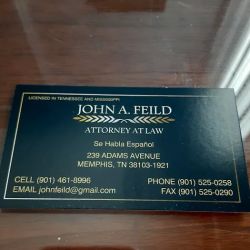 LICENSED IN TENNESSEE AND MISSISSIPPI
JOHN A. FEILD
ATTORNEY AT LAW
Se Habla Español
239 ADAMS AVENUE
MEMPHIS, TN 38103-1921
CELL (901) 461-8996 PHONE (901) 525-0258
EMAIL johnfeild@gmail.com FAX (901) 525-0290